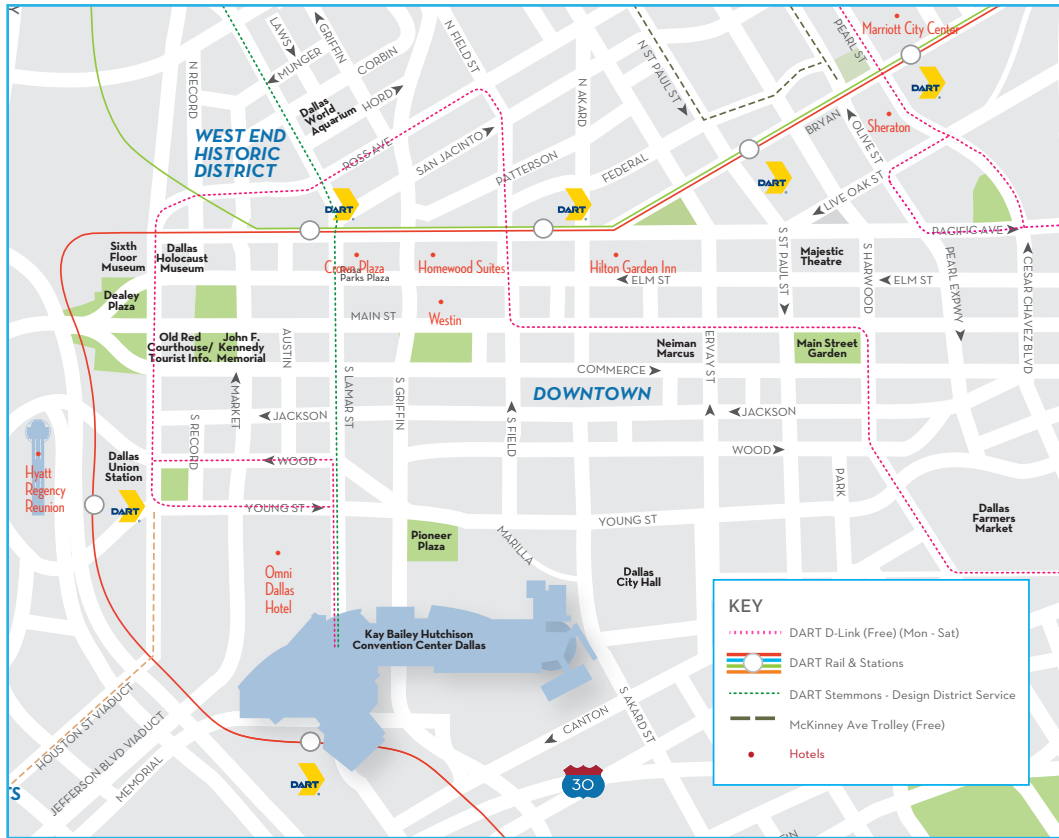 Marriott City Center
PEARL ST
LAWS
GRIFFIN
MUNGER
CORBIN
N FIELD ST
N ST PAUL ST
N RECORD
HORD
Dallas
World
Aquarium
N AKARD
DART
Sheraton
BRYAN
OLIVE ST
WEST END
HISTORIC
DISTRICT
ROSS AVE
SAN JACINTO
PATTERSON
FEDERAL
DART
LIVE OAK ST
DART
DART
PACIFIC AVE
Sixth
Floor
Museum
Dallas
Holocaust
Museum
Crown Plaza
Rosa
Parks Plaza
Homewood Suites
Hilton Garden Inn
ELM ST
S ST PAUL ST
Majestic
Theatre
S HARWOOD
ELM ST
PEARL EXPWY
CESAR CHAVEZ BLVD
Dealey
Plaza
MAIN ST
Westin
Old Red
Courthouse/
Tourist Info.
John F.
Kennedy
Memorial
AUSTIN
Neiman
Marcus
ERVAY ST
Main Street
Garden
S LAMAR ST
S GRIFFIN
COMMERCE
DOWNTOWN
MARKET
S RECORD
JACKSON
S FIELD
JACKSON
Hyatt
Regency
Reunion
Dallas
Union
Station
WOOD
WOOD
PARK
DART
YOUNG ST
YOUNG ST
Dallas
Farmers
Market
Pioneer
Plaza
MARILLA
Omni
Dallas
Hotel
Dallas
City Hall
Kay Bailey Hutchison
Convention Center Dallas
KEY
DART D-Link (Free) (Mon - Sat)
DART Rail & Stations
DART Stemmons - Design District Service
McKinney Ave Trolley (Free)
Hotels
S AKARD ST
CANTON
HOUSTON ST VIADUCT
JEFFERSON BLVD VIADUCT
MEMORIAL
DART
30
TS